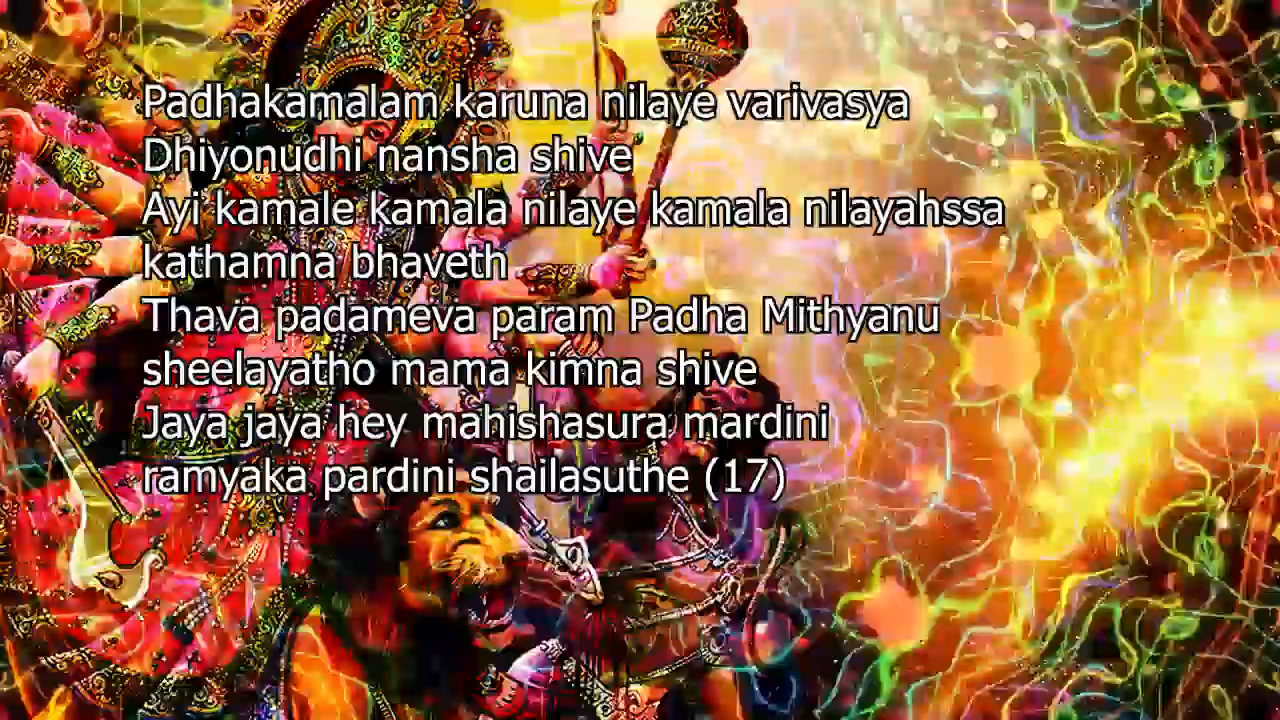 Padhakamalam karuna nilaye varivasya
Dhiyonudhi nansha shive
Ayi kamale kamala nilaye kamala nilayahssa
kathamna bhaveth
Thava padameva param Padha Mithyanu
sheelayatho mama kimna shive
Jaya jaya hey mahishasura mardini
ramyaka pardini shailasuthe (17)